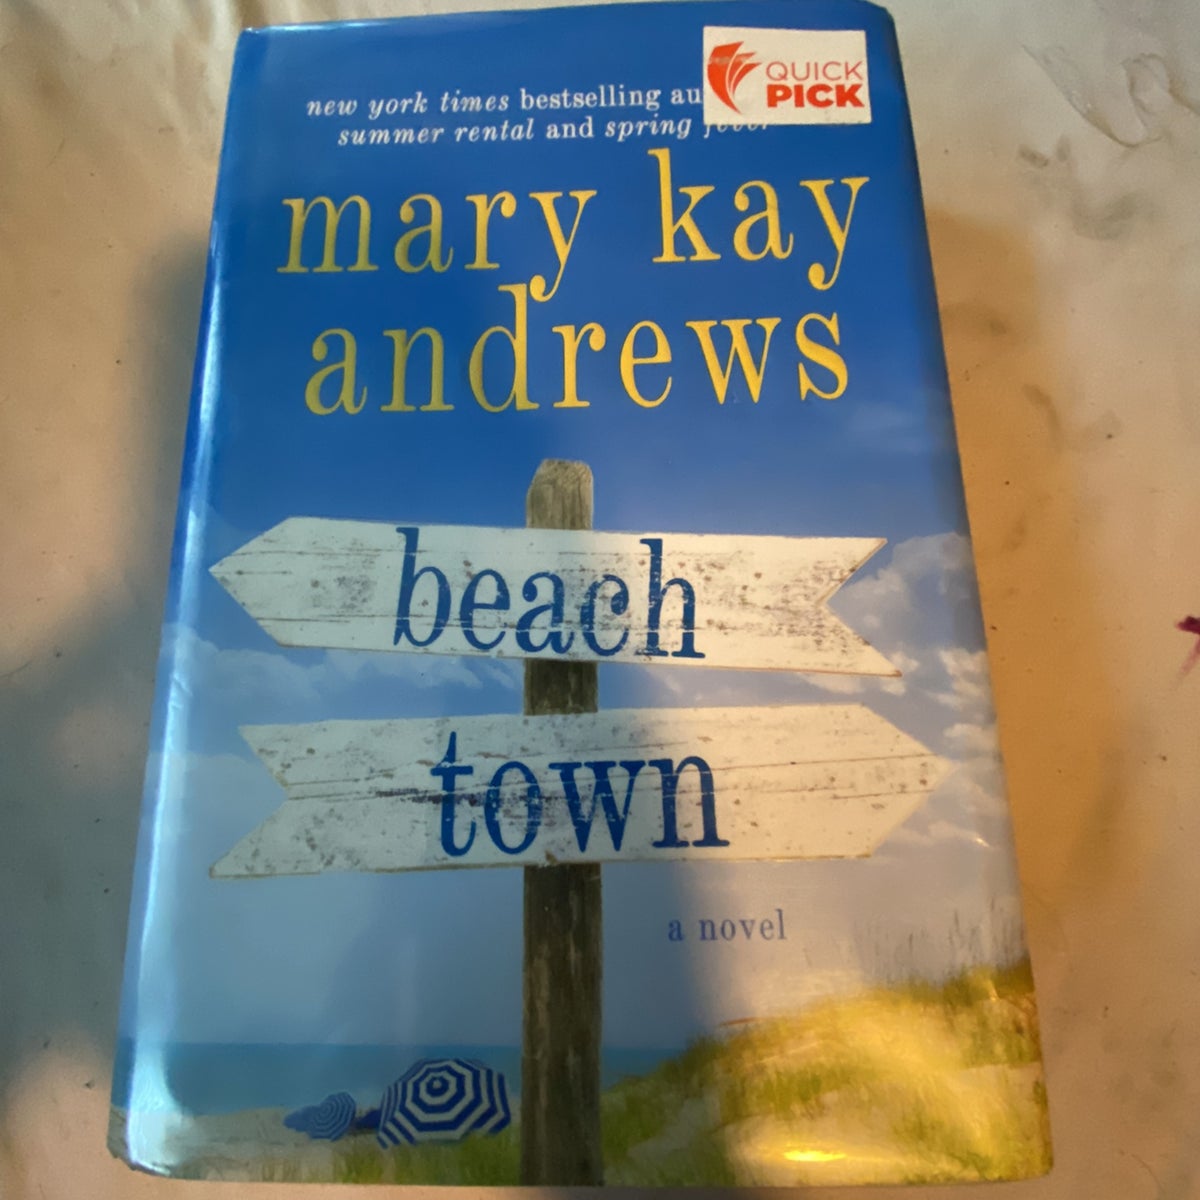 QUICK
PICK
new york times bestselling au
summer rental and spring
mary kay
andrews
beach
town
a novel